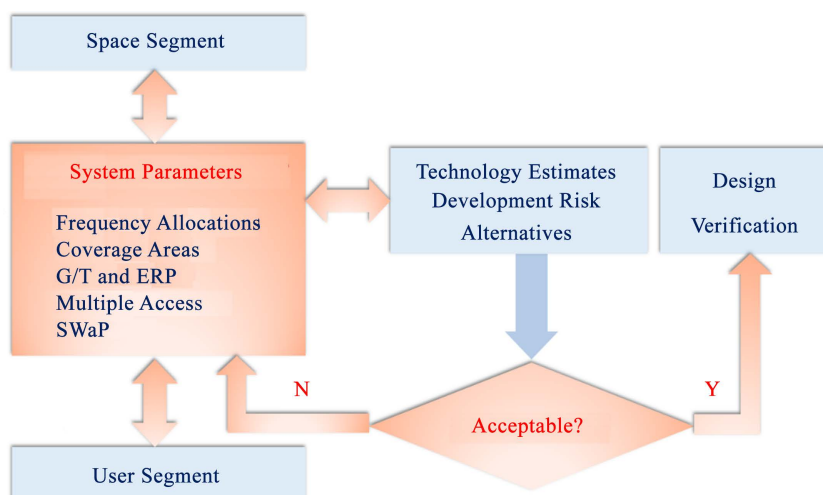 Space Segment
System Parameters
Frequency Allocations
Coverage Areas
G/T and ERP
Multiple Access
SWaP
Technology Estimates
Development Risk
Alternatives
Design
Verification
N
Y
Acceptable?
User Segment